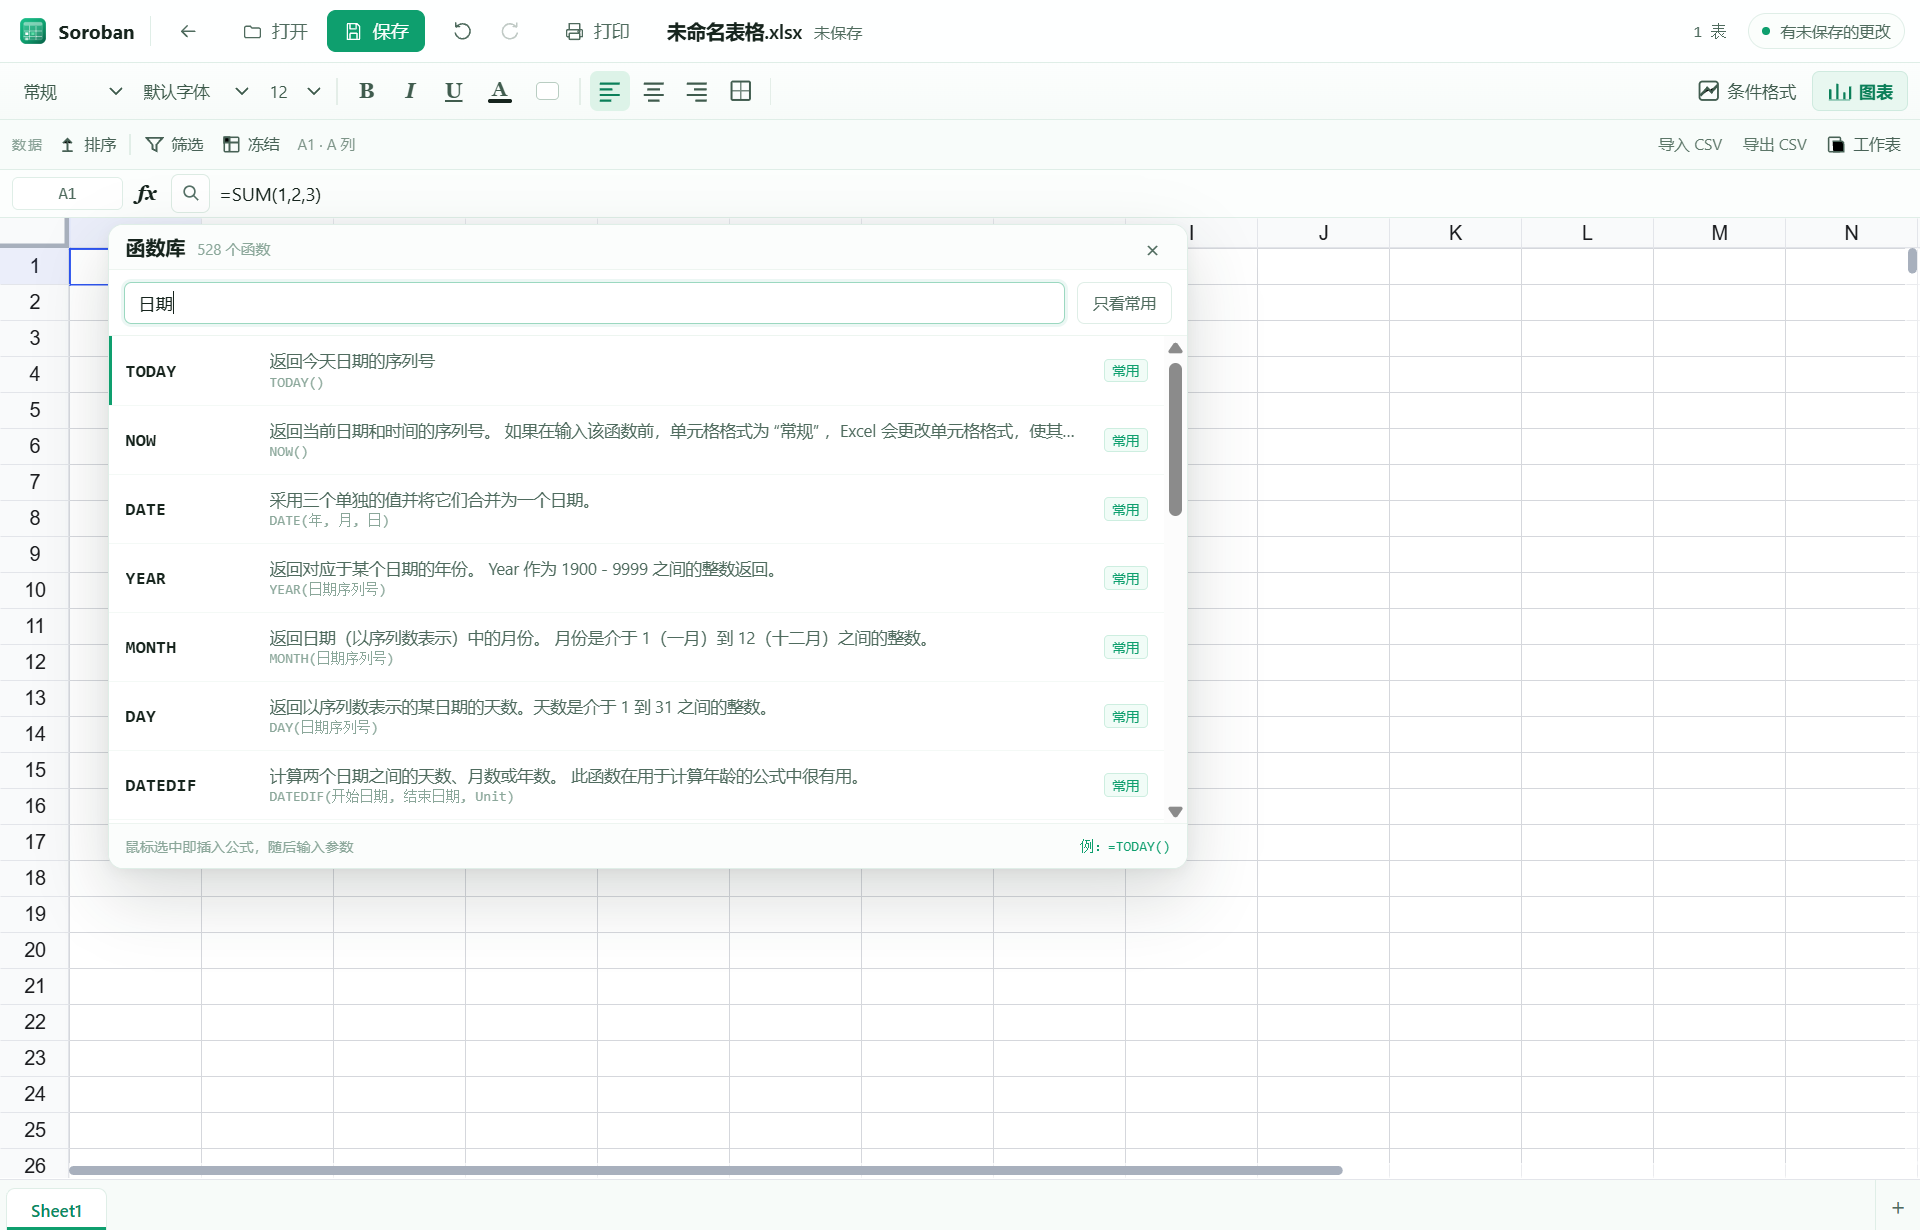 Soroban
打开
保存
打印
未命名表格.xlsx 未保存
1 表
有未保存的更改
常规
默认字体
12
B I U A
条件格式
图表
数据
排序
筛选
冻结
A1 · A 列
导入 CSV
导出 CSV
工作表
A1
fx
=SUM(1,2,3)
I J K L M N
函数库 528 个函数
日期
只看常用
TODAY
返回今天日期的序列号
TODAY()
常用
NOW
返回当前日期和时间的序列号。 如果在输入该函数前，单元格格式为 “常规” ，Excel 会更改单元格格式，使其...
NOW()
常用
DATE
采用三个单独的值并将它们合并为一个日期。
DATE(年, 月, 日)
常用
YEAR
返回对应于某个日期的年份。 Year 作为 1900 - 9999 之间的整数返回。
YEAR(日期序列号)
常用
MONTH
返回日期（以序列数表示）中的月份。 月份是介于 1（一月）到 12（十二月）之间的整数。
MONTH(日期序列号)
常用
DAY
返回以序列数表示的某日期的天数。天数是介于 1 到 31 之间的整数。
DAY(日期序列号)
常用
DATEDIF
计算两个日期之间的天数、月数或年数。 此函数在用于计算年龄的公式中很有用。
DATEDIF(开始日期, 结束日期, Unit)
常用
鼠标选中即插入公式，随后输入参数
例：=TODAY()
1
2
3
4
5
6
7
8
9
10
11
12
13
14
15
16
17
18
19
20
21
22
23
24
25
26
Sheet1